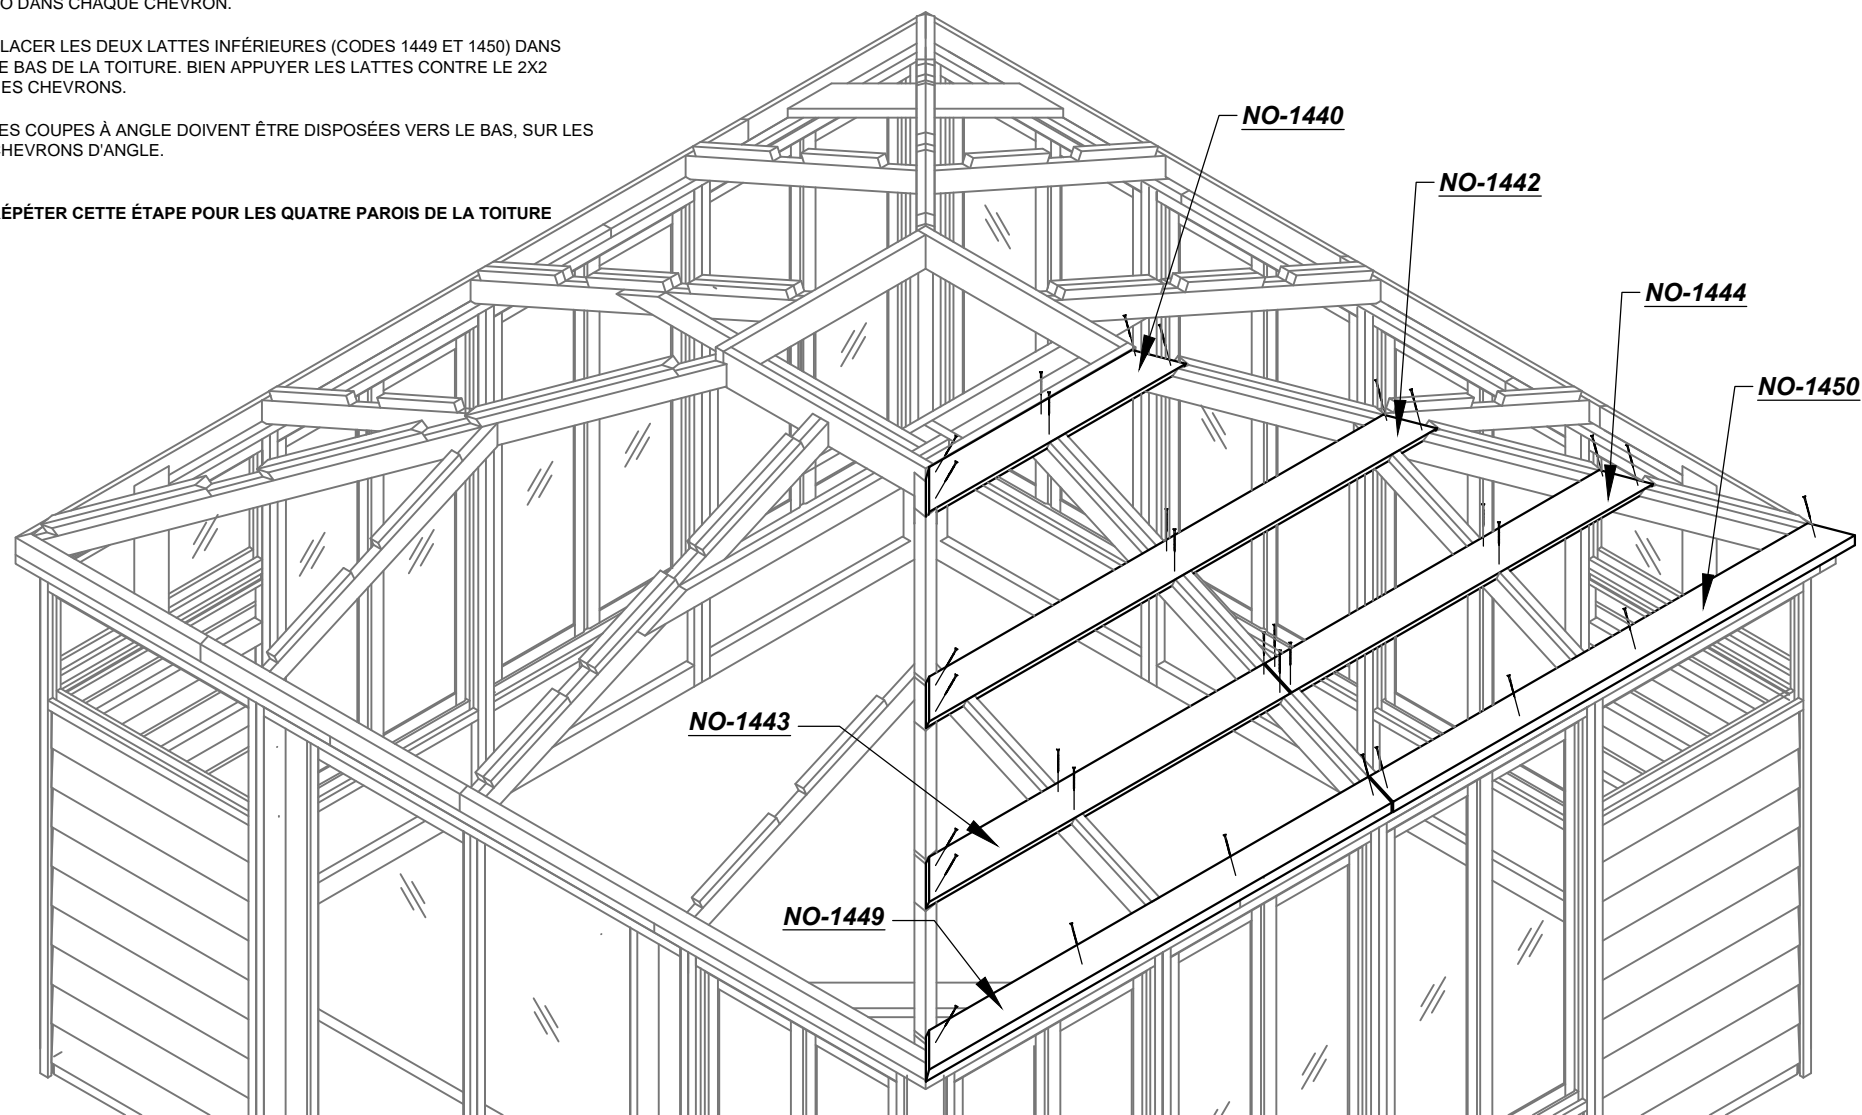 DANS CHAQUE CHEVRON.
LACER LES DEUX LATTES INFÉRIEURES (CODES 1449 ET 1450) DANS
E BAS DE LA TOITURE. BIEN APPUYER LES LATTES CONTRE LE 2X2
ES CHEVRONS.
ES COUPES À ANGLE DOIVENT ÊTRE DISPOSÉES VERS LE BAS, SUR LES
CHEVRONS D'ANGLE.
ÉPÉTER CETTE ÉTAPE POUR LES QUATRE PAROIS DE LA TOITURE
NO-1440
NO-1442
NO-1444
NO-1450
NO-1443
NO-1449